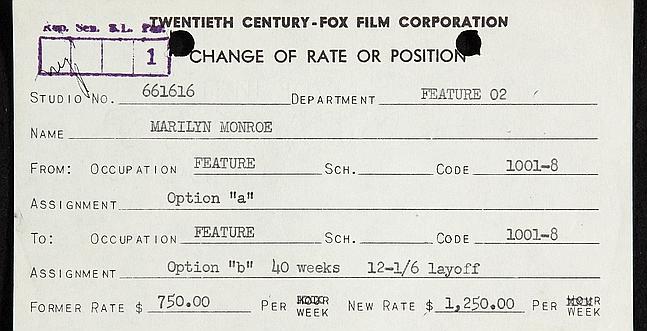 TWENTIETH CENTURY-FOX FILM CORPORATION
Rep. Sen. S.L. Pen.
1
CHANGE OF RATE OR POSITION
STUDIO NO. 661616 DEPARTMENT FEATURE 02
NAME MARILYN MONROE
FROM: OCCUPATION FEATURE SCH. CODE 1001-8
ASSIGNMENT Option "a"
TO: OCCUPATION FEATURE SCH. CODE 1001-8
ASSIGNMENT Option "b" 40 weeks 12-1/6 layoff
FORMER RATE $ 750.00 PER HOUR WEEK NEW RATE $ 1,250.00 PER HOUR WEEK